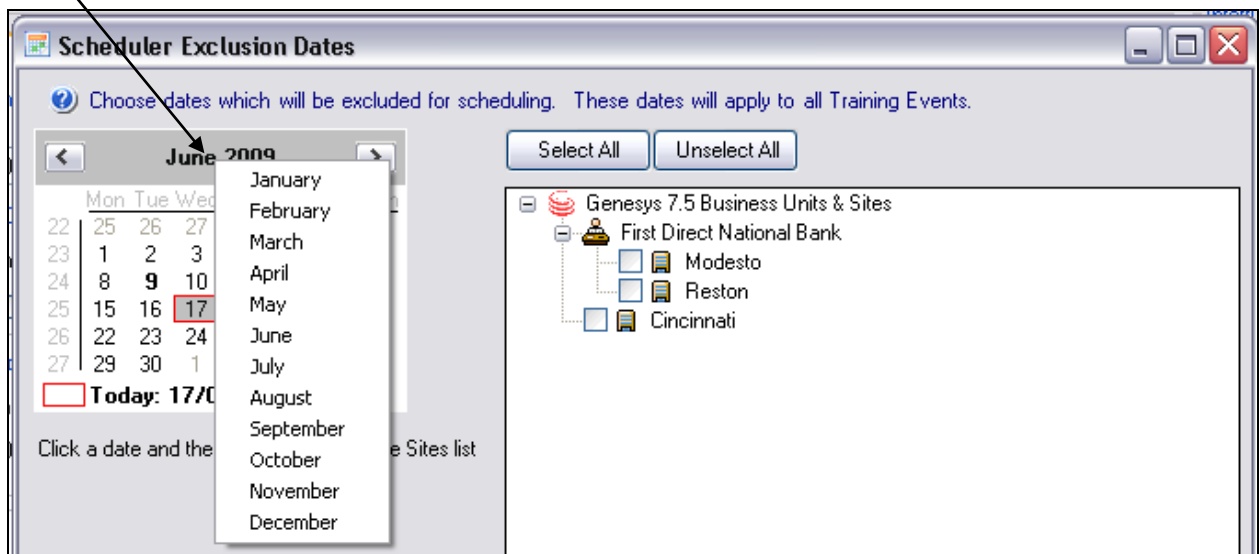 Scheduler Exclusion Dates
Choose dates which will be excluded for scheduling. These dates will apply to all Training Events.
June 2009
Mon Tue Wed
22 25 26 27
23 1 2 3
24 8 9 10
25 15 16 17
26 22 23 24
27 29 30 1
Today: 17/0
Click a date and the
e Sites list
January
February
March
April
May
June
July
August
September
October
November
December
Select All Unselect All
Genesys 7.5 Business Units & Sites
First Direct National Bank
Modesto
Reston
Cincinnati